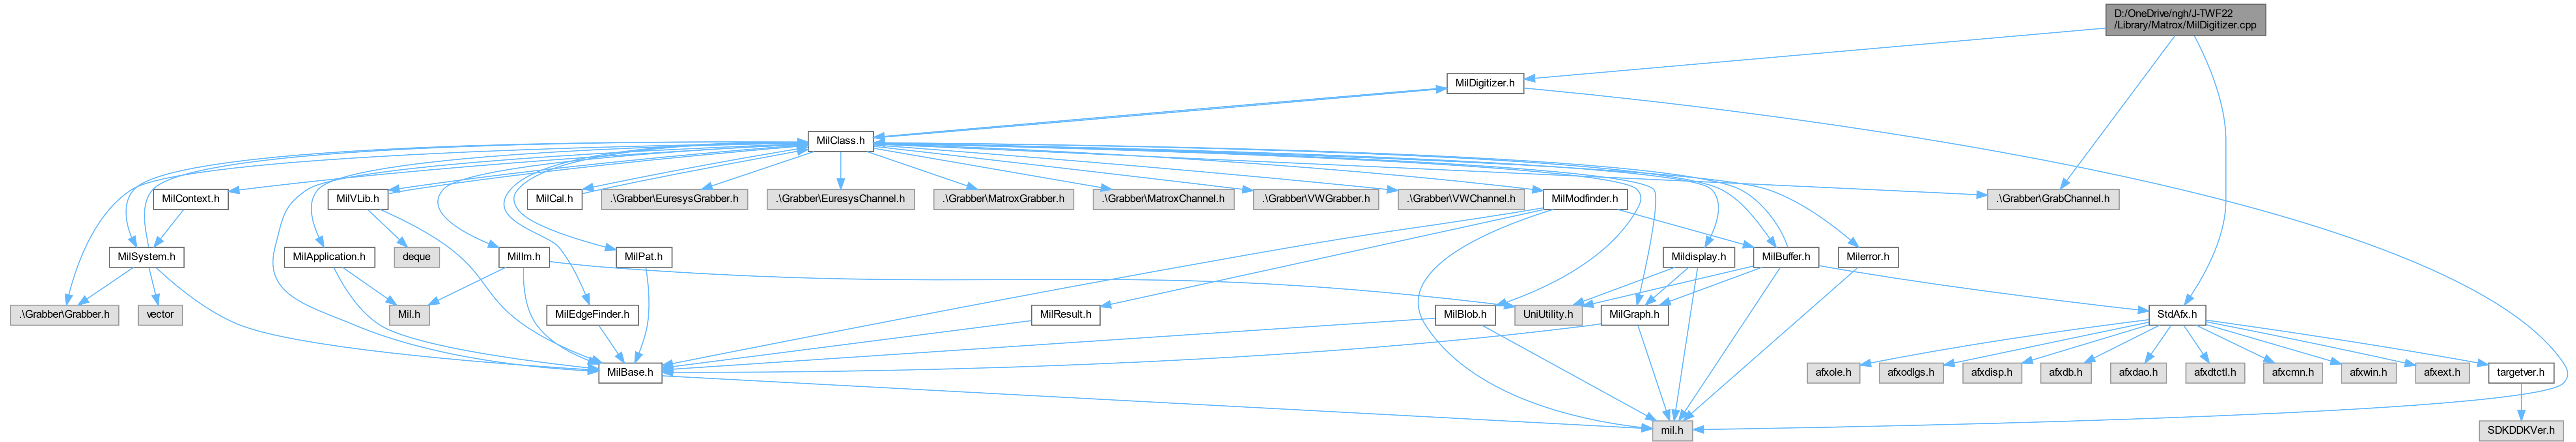 D:/OneDrive/ngh/J-TWF22
/Library/Matrox/MilDigitizer.cpp
MilDigitizer.h
MilClass.h
MilContext.h
MilVLib.h
MilCal.h
.\Grabber\EuresysGrabber.h
.\Grabber\EuresysChannel.h
.\Grabber\MatroxGrabber.h
.\Grabber\MatroxChannel.h
.\Grabber\VWGrabber.h
.\Grabber\VWChannel.h
MilModfinder.h
.\Grabber\GrabChannel.h
MilSystem.h
MilApplication.h
deque
MilIm.h
MilPat.h
Mildisplay.h
MilBuffer.h
Milerror.h
.\Grabber\Grabber.h
vector
Mil.h
MilEdgeFinder.h
MilResult.h
MilBlob.h
UniUtility.h
MilGraph.h
StdAfx.h
MilBase.h
afxole.h
afxodlgs.h
afxdisp.h
afxdb.h
afxdao.h
afxdtctl.h
afxcmn.h
afxwin.h
afxext.h
targetver.h
mil.h
SDKDDKVer.h